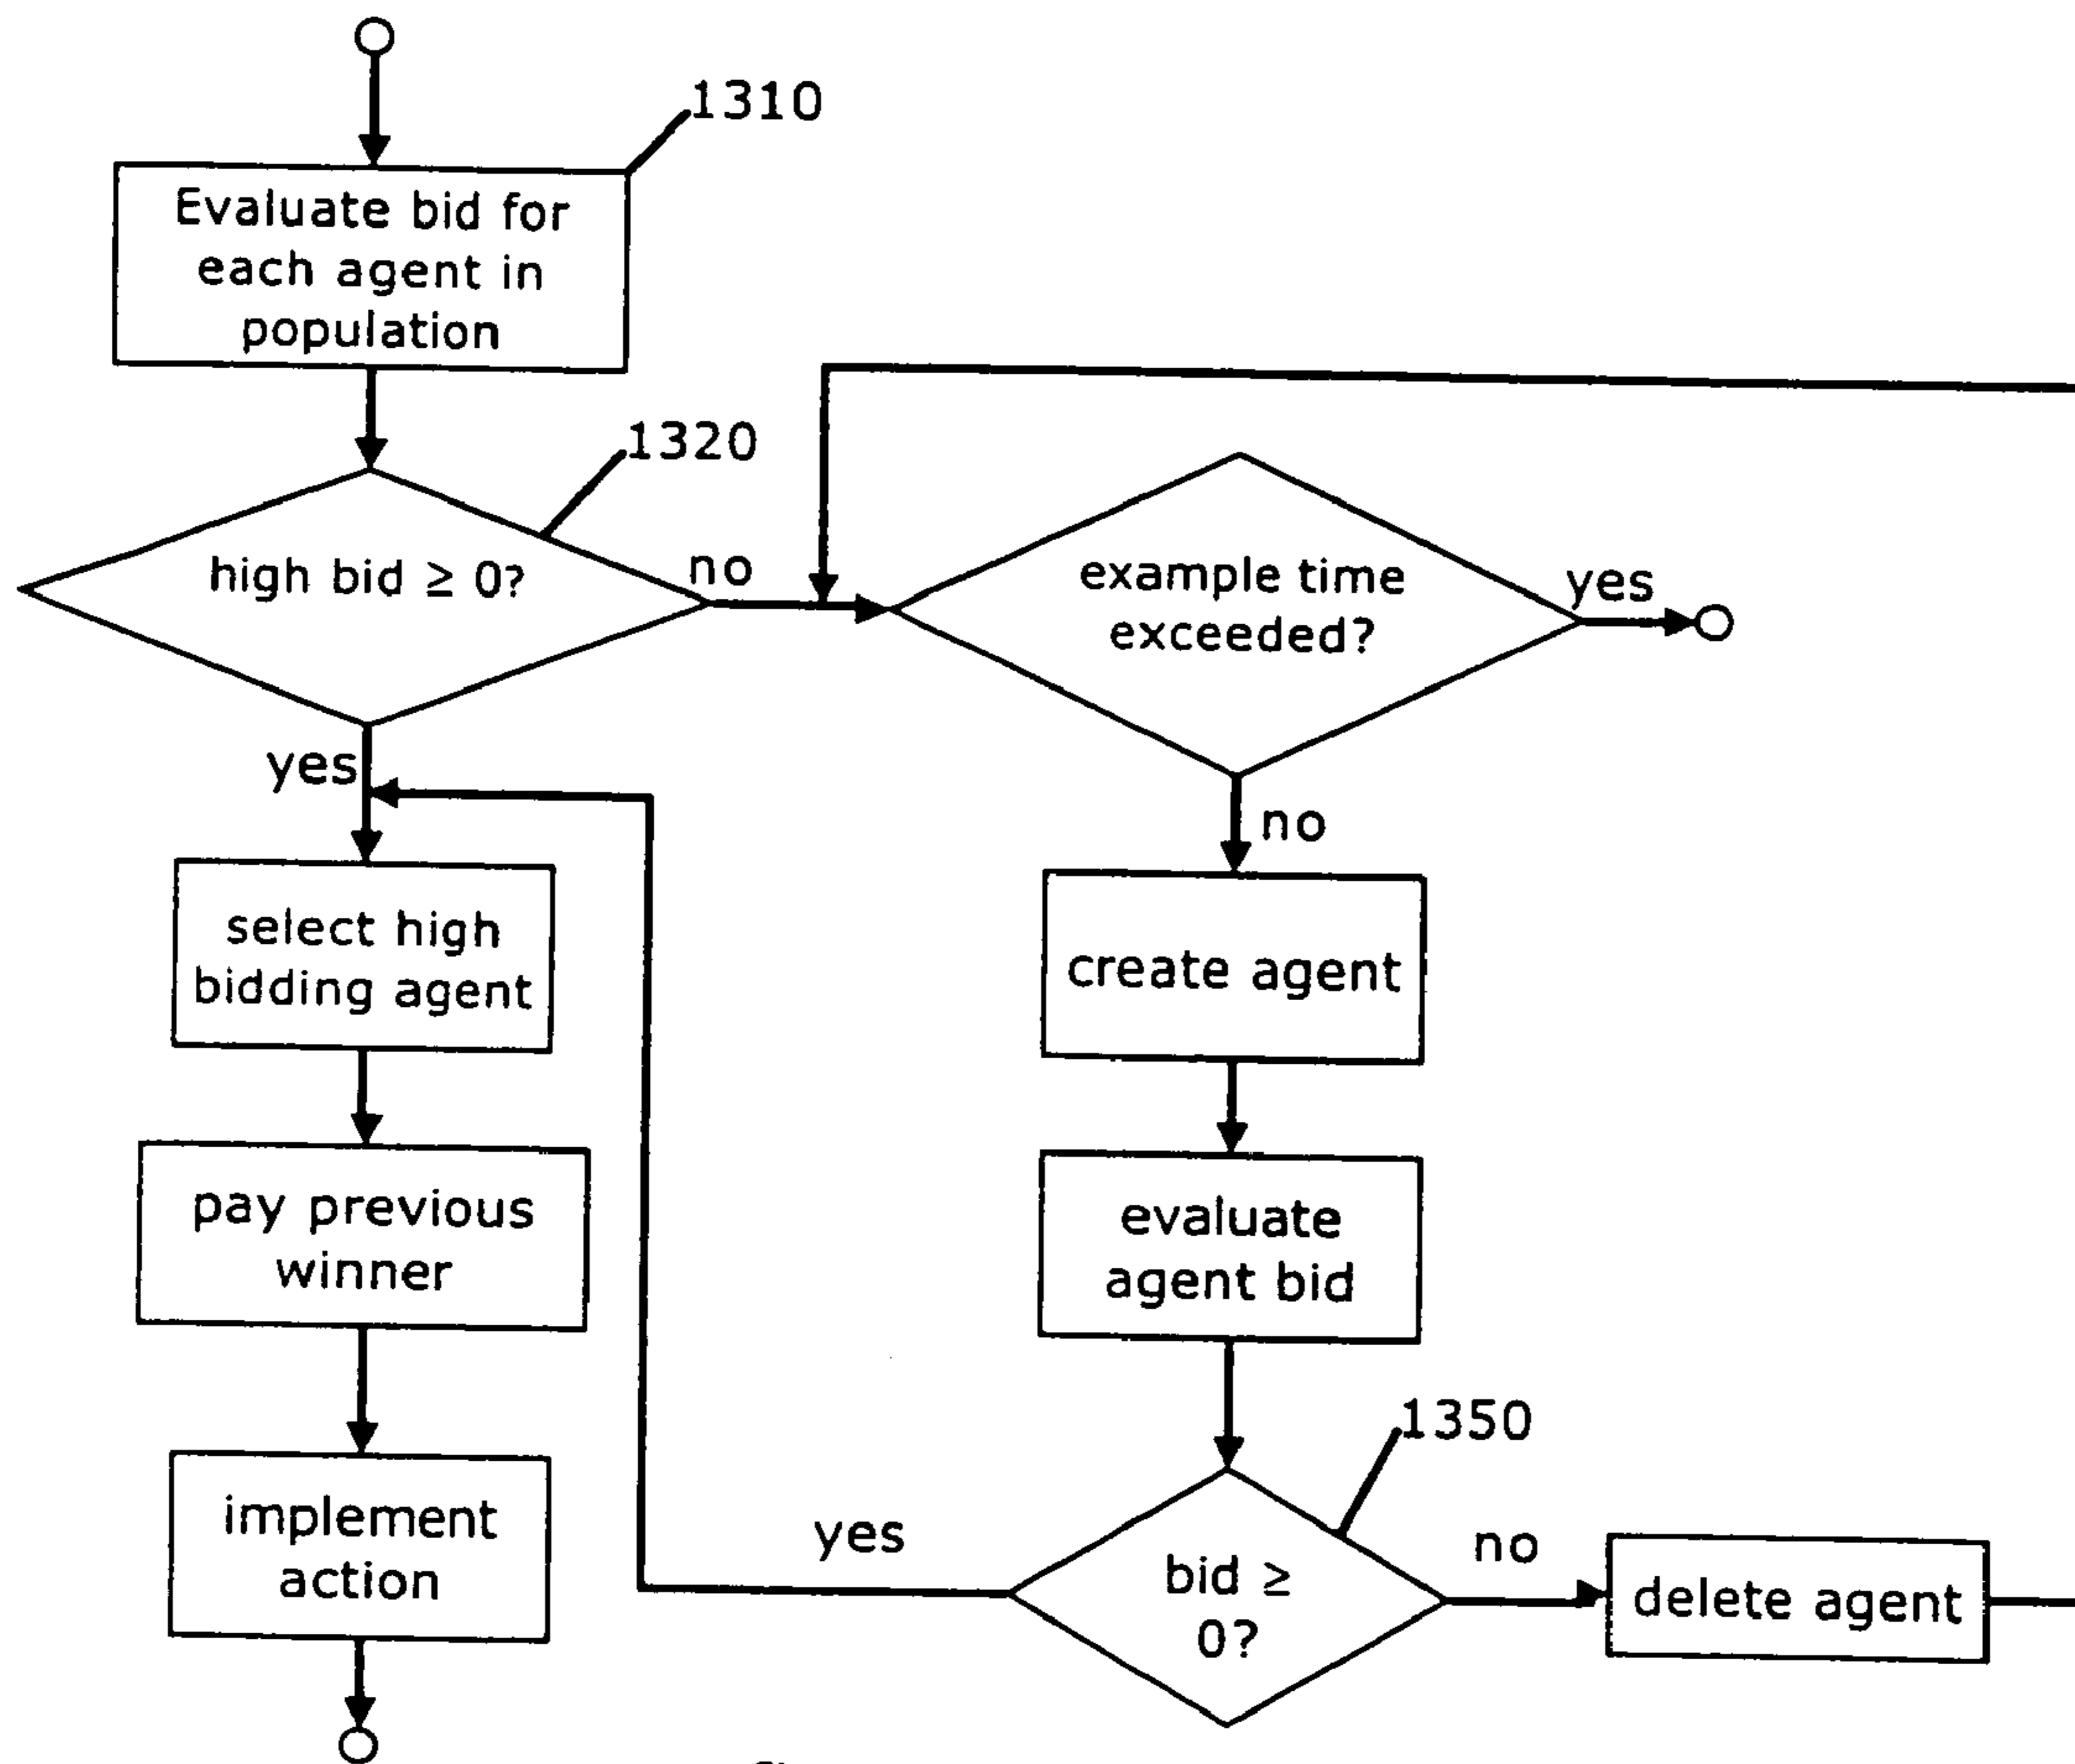 1310
Evaluate bid for
each agent in
population
1320
high bid ≥ 0?
no
example time
exceeded?
yes
yes
no
select high
bidding agent
create agent
pay previous
winner
evaluate
agent bid
1350
implement
action
yes
bid ≥
0?
no
delete agent